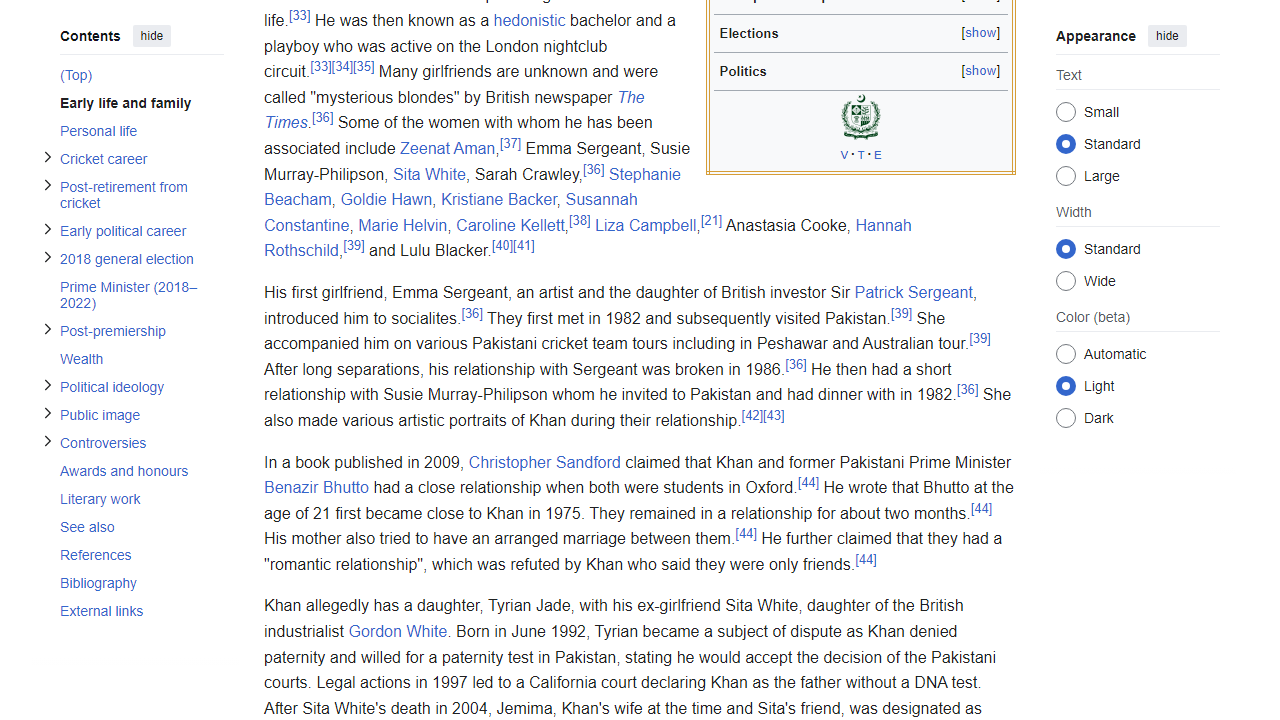 Contents hide
(Top)
Early life and family
Personal life
Cricket career
Post-retirement from
cricket
Early political career
2018 general election
Prime Minister (2018–
2022)
Post-premiership
Wealth
Political ideology
Public image
Controversies
Awards and honours
Literary work
See also
References
Bibliography
External links
life.[33] He was then known as a hedonistic bachelor and a
playboy who was active on the London nightclub
circuit.[33][34][35] Many girlfriends are unknown and were
called "mysterious blondes" by British newspaper The
Times.[36] Some of the women with whom he has been
associated include Zeenat Aman,[37] Emma Sergeant, Susie
Murray-Philipson, Sita White, Sarah Crawley,[36] Stephanie
Beacham, Goldie Hawn, Kristiane Backer, Susannah
Constantine, Marie Helvin, Caroline Kellett,[38] Liza Campbell,[21] Anastasia Cooke, Hannah
Rothschild,[39] and Lulu Blacker.[40][41]
His first girlfriend, Emma Sergeant, an artist and the daughter of British investor Sir Patrick Sergeant,
introduced him to socialites.[36] They first met in 1982 and subsequently visited Pakistan.[39] She
accompanied him on various Pakistani cricket team tours including in Peshawar and Australian tour.[39]
After long separations, his relationship with Sergeant was broken in 1986.[36] He then had a short
relationship with Susie Murray-Philipson whom he invited to Pakistan and had dinner with in 1982.[36] She
also made various artistic portraits of Khan during their relationship.[42][43]
In a book published in 2009, Christopher Sandford claimed that Khan and former Pakistani Prime Minister
Benazir Bhutto had a close relationship when both were students in Oxford.[44] He wrote that Bhutto at the
age of 21 first became close to Khan in 1975. They remained in a relationship for about two months.[44]
His mother also tried to have an arranged marriage between them.[44] He further claimed that they had a
"romantic relationship", which was refuted by Khan who said they were only friends.[44]
Khan allegedly has a daughter, Tyrian Jade, with his ex-girlfriend Sita White, daughter of the British
industrialist Gordon White. Born in June 1992, Tyrian became a subject of dispute as Khan denied
paternity and willed for a paternity test in Pakistan, stating he would accept the decision of the Pakistani
courts. Legal actions in 1997 led to a California court declaring Khan as the father without a DNA test.
After Sita White's death in 2004, Jemima, Khan's wife at the time and Sita's friend, was designated as
Elections [show]
Politics [show]
V · T · E
Appearance hide
Text
Small
Standard
Large
Width
Standard
Wide
Color (beta)
Automatic
Light
Dark